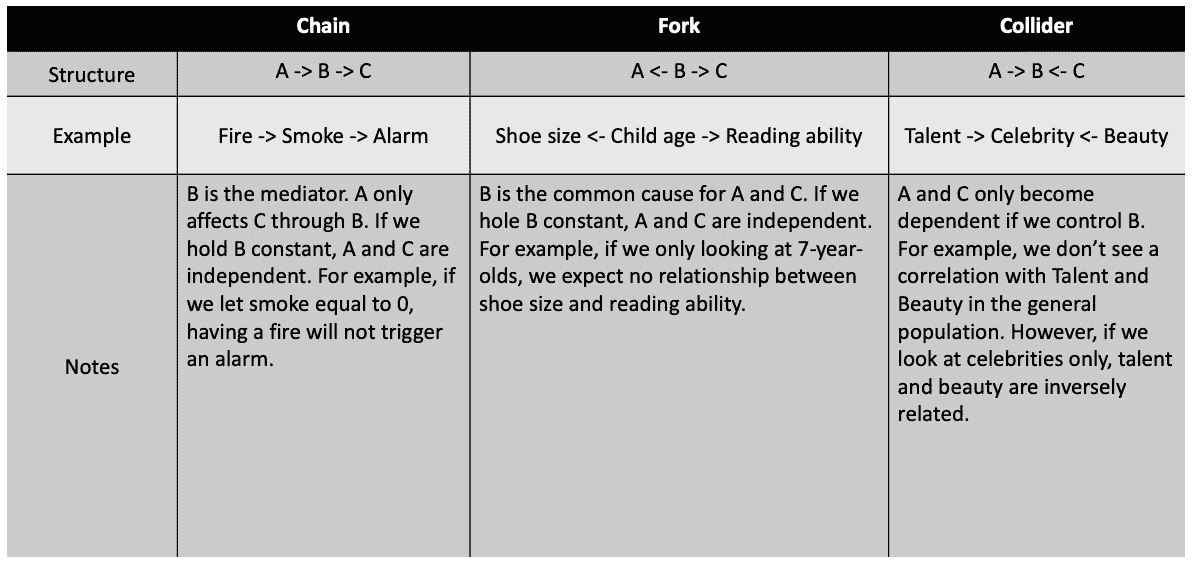 Chain Fork Collider
Structure A -> B -> C A <- B -> C A -> B <- C
Example Fire -> Smoke -> Alarm Shoe size <- Child age -> Reading ability Talent -> Celebrity <- Beauty
Notes
B is the mediator. A only
affects C through B. If we
hold B constant, A and C are
independent. For example, if
we let smoke equal to 0,
having a fire will not trigger
an alarm.
B is the common cause for A and C. If we
hole B constant, A and C are independent.
For example, if we only looking at 7-year-
olds, we expect no relationship between
shoe size and reading ability.
A and C only become
dependent if we control B.
For example, we don’t see a
correlation with Talent and
Beauty in the general
population. However, if we
look at celebrities only, talent
and beauty are inversely
related.